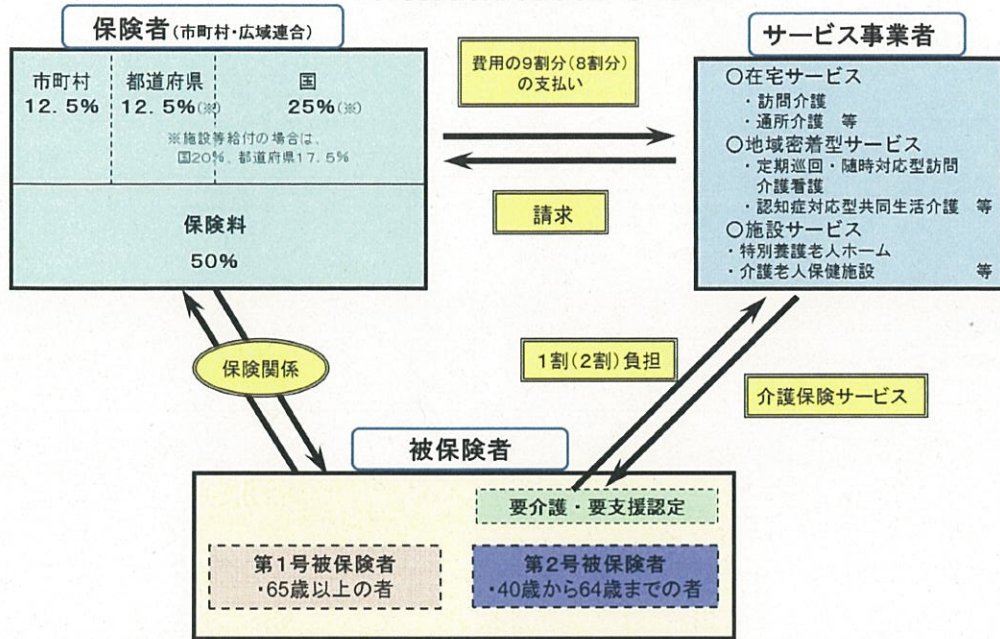 保険者(市町村・広域連合)
市町村
12.5%
都道府県
12.5%(※)
国
25%(※)
※施設等給付の場合は、
国20%、都道府県17.5%
保険料
50%
費用の9割分(8割分)
の支払い
請求
サービス事業者
○在宅サービス
・訪問介護
・通所介護 等
○地域密着型サービス
・定期巡回・随時対応型訪問
介護看護
・認知症対応型共同生活介護 等
○施設サービス
・特別養護老人ホーム
・介護老人保健施設 等
保険関係
1割(2割)負担
介護保険サービス
被保険者
要介護・要支援認定
第1号被保険者
・65歳以上の者
第2号被保険者
・40歳から64歳までの者